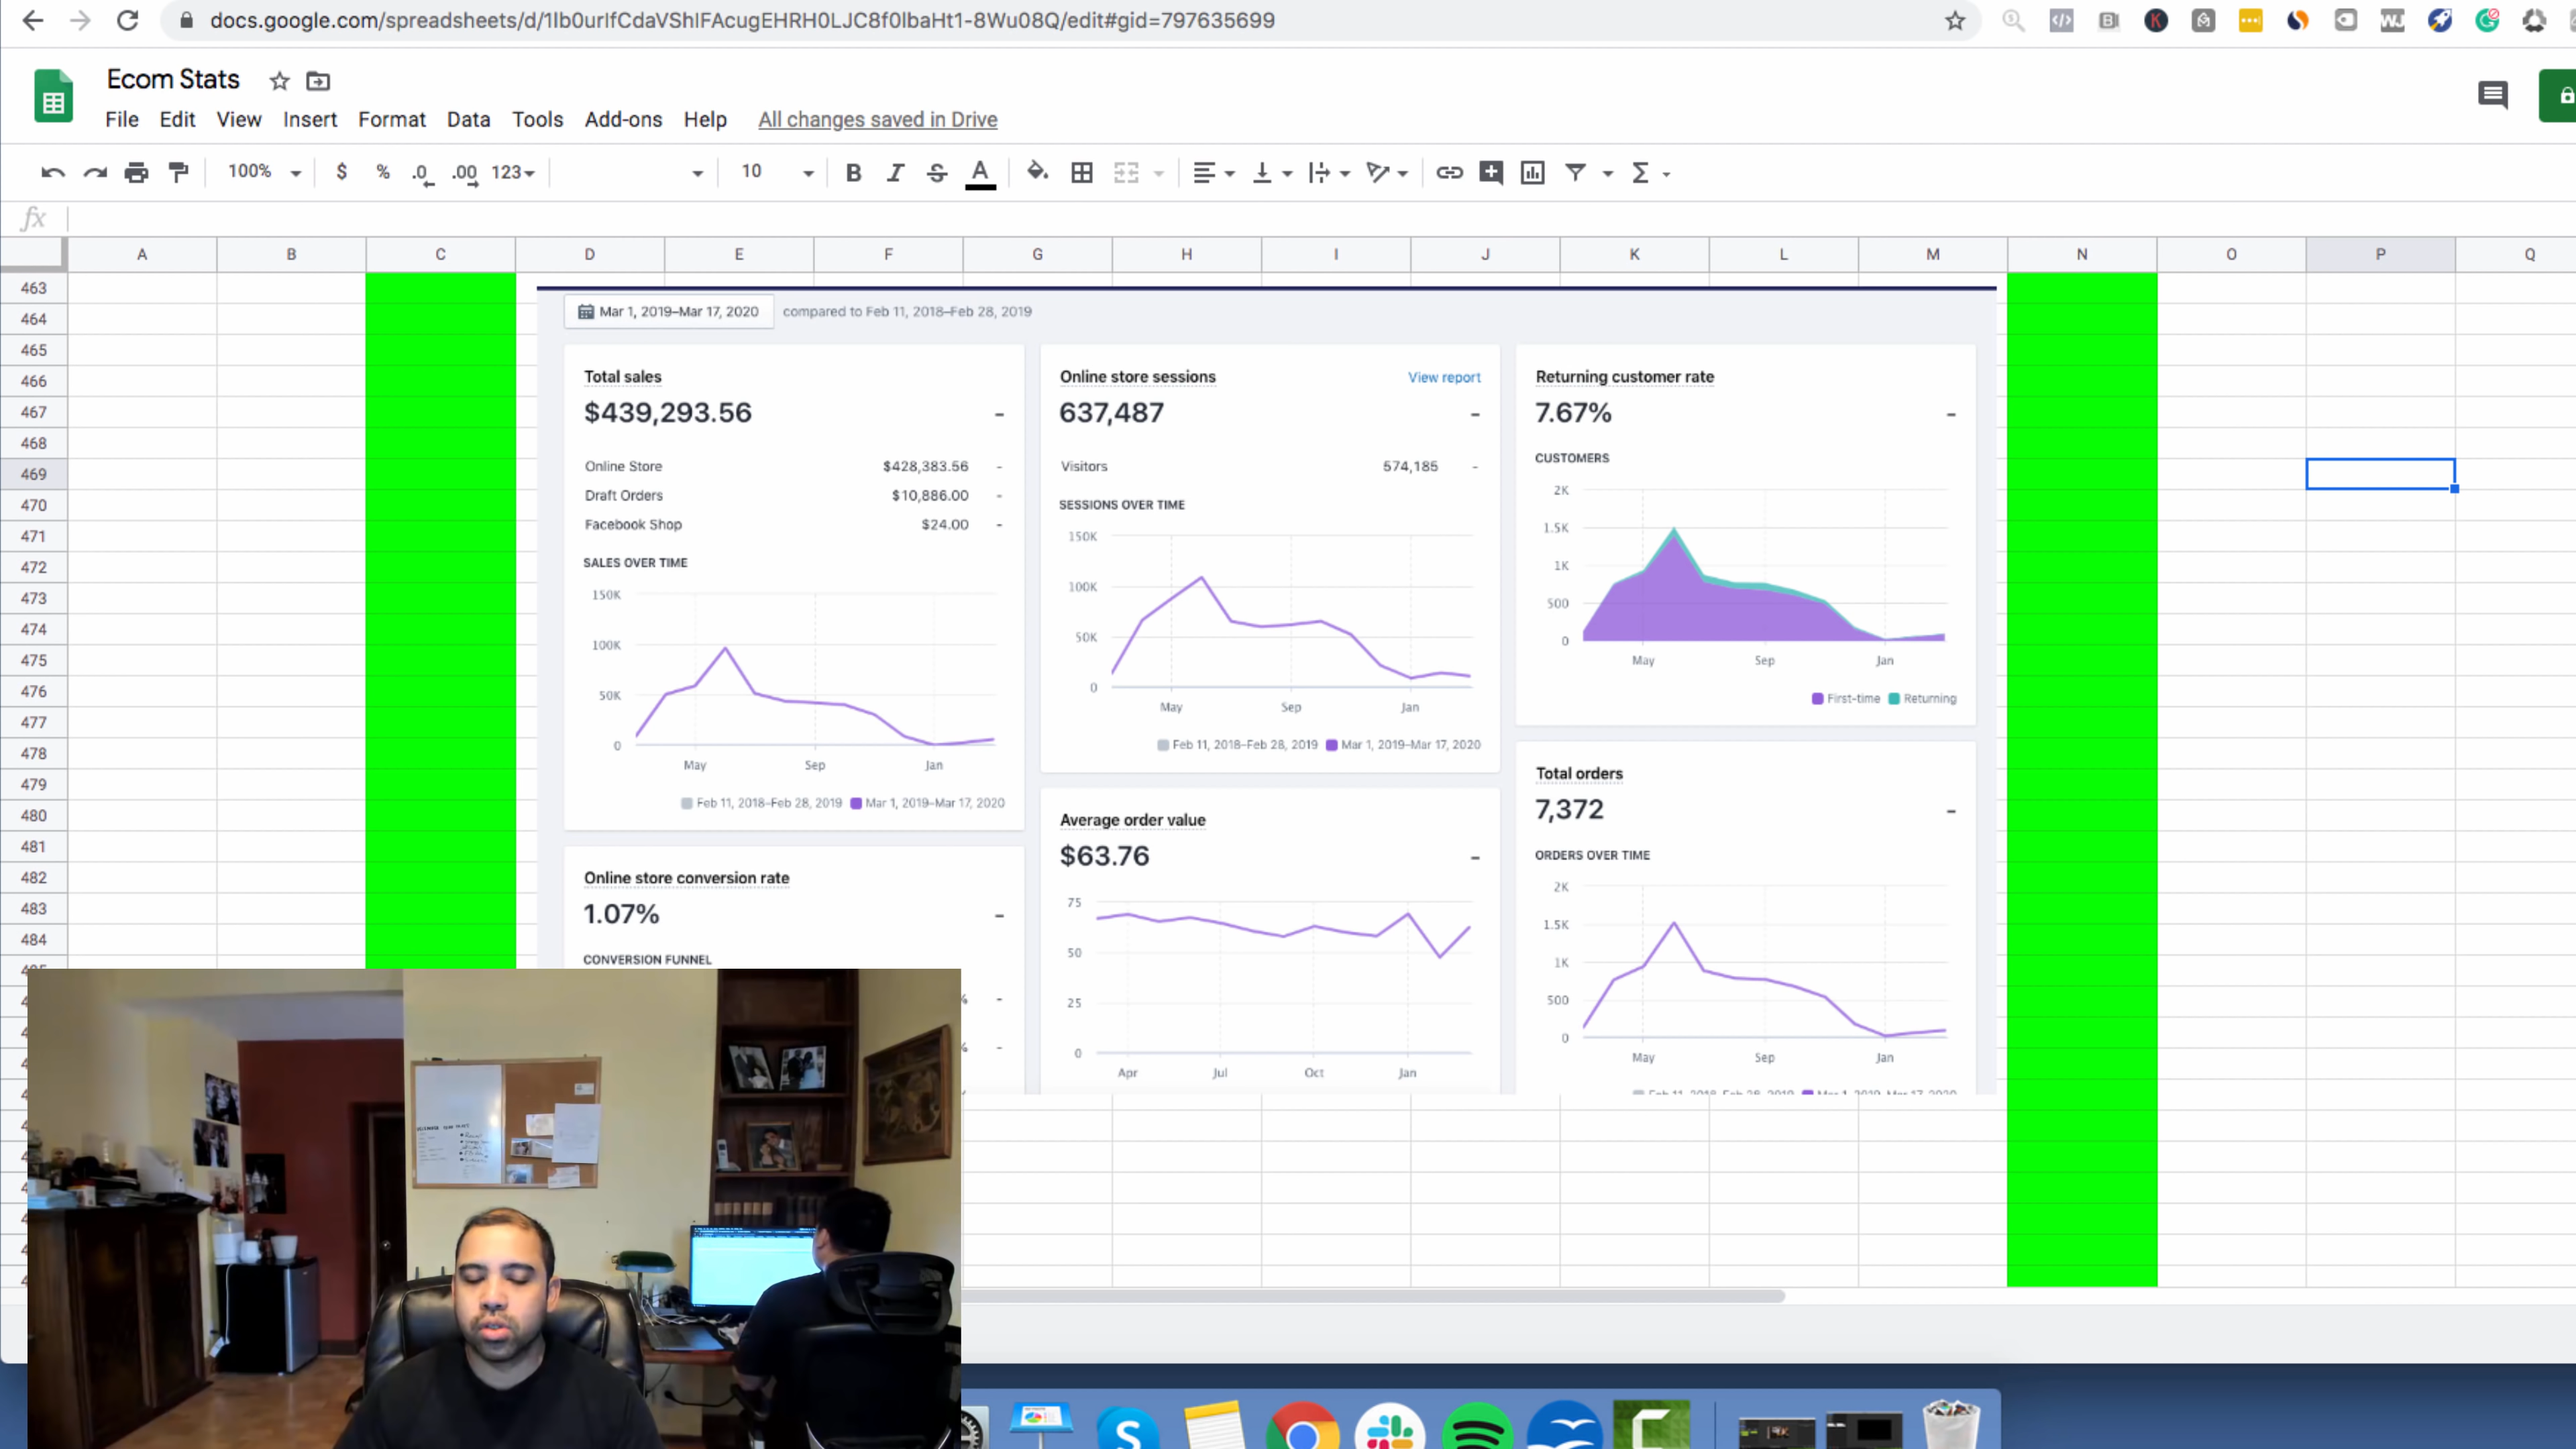 docs.google.com/spreadsheets/d/1lb0urIfCdaVShIFAcugEHRH0LJC8f0lbaHt1-8Wu08Q/edit#gid=797635699
Ecom Stats
File Edit View Insert Format Data Tools Add-ons Help All changes saved in Drive
100% $ % .0 .00 123 10 B I S A
fx
A B C D E F G H I J K L M N O P Q
463
464
465
466
467
468
469
470
471
472
473
474
475
476
477
478
479
480
481
482
483
484
Mar 1, 2019–Mar 17, 2020 compared to Feb 11, 2018–Feb 28, 2019
Total sales
$439,293.56 -
Online Store $428,383.56 -
Draft Orders $10,886.00 -
Facebook Shop $24.00 -
SALES OVER TIME
150K
100K
50K
0
May Sep Jan
Feb 11, 2018–Feb 28, 2019 Mar 1, 2019–Mar 17, 2020
Online store conversion rate
1.07% -
CONVERSION FUNNEL
Online store sessions View report
637,487 -
Visitors 574,185 -
SESSIONS OVER TIME
150K
100K
50K
0
May Sep Jan
Feb 11, 2018–Feb 28, 2019 Mar 1, 2019–Mar 17, 2020
Average order value
$63.76 -
75
50
25
0
Apr Jul Oct Jan
Returning customer rate
7.67% -
CUSTOMERS
2K
1.5K
1K
500
0
May Sep Jan
First-time Returning
Total orders
7,372 -
ORDERS OVER TIME
2K
1.5K
1K
500
0
May Sep Jan